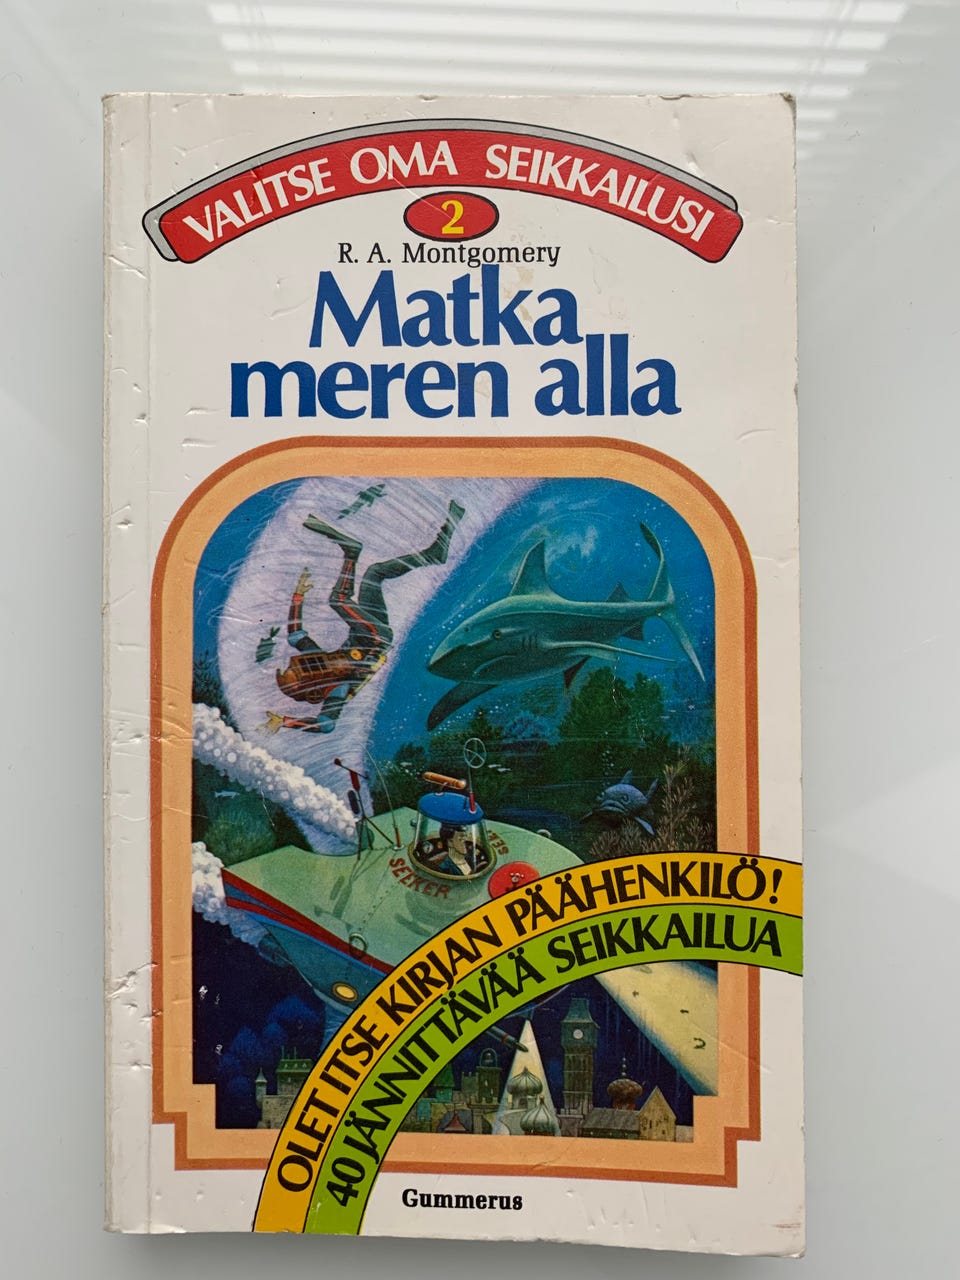 VALITSE OMA SEIKKAILUSI
2
R. A. Montgomery
Matka
meren alla
SEEKER
OLET ITSE KIRJAN PÄÄHENKILÖ!
40 JÄNNITTÄVÄÄ SEIKKAILUA
Gummerus